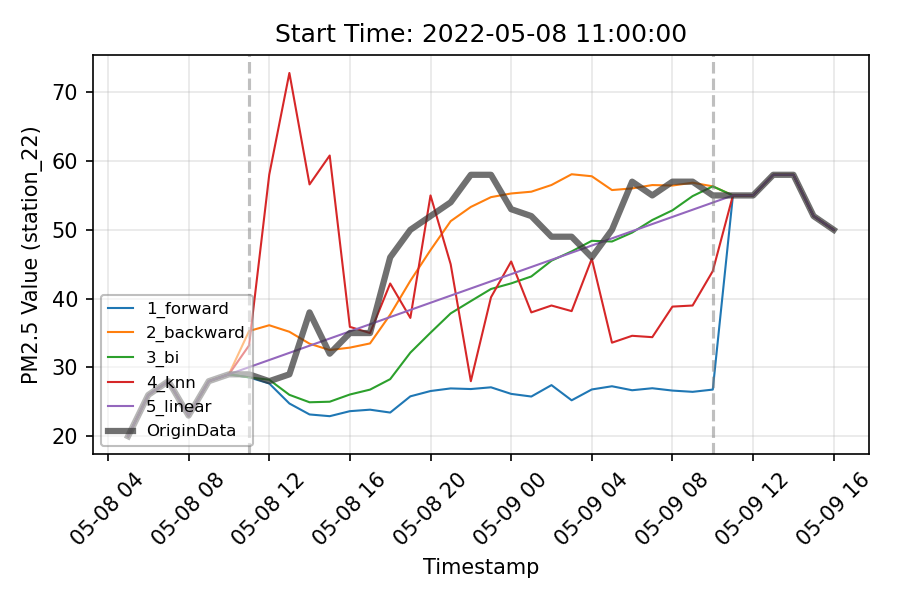 Start Time: 2022-05-08 11:00:00
PM2.5 Value (station_22)
70
60
50
40
30
20
1_forward
2_backward
3_bi
4_knn
5_linear
OriginData
05-08 04
05-08 08
05-08 12
05-08 16
05-08 20
05-09 00
05-09 04
05-09 08
05-09 12
05-09 16
Timestamp